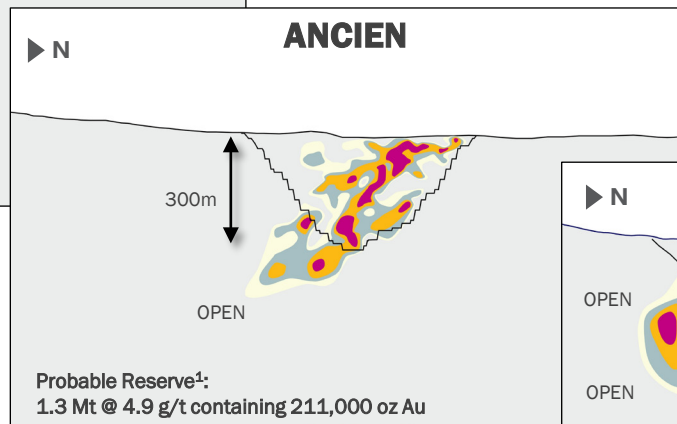 ANCIEN
N
300m
OPEN
Probable Reserve¹:
1.3 Mt @ 4.9 g/t containing 211,000 oz Au
N
OPEN
OPEN